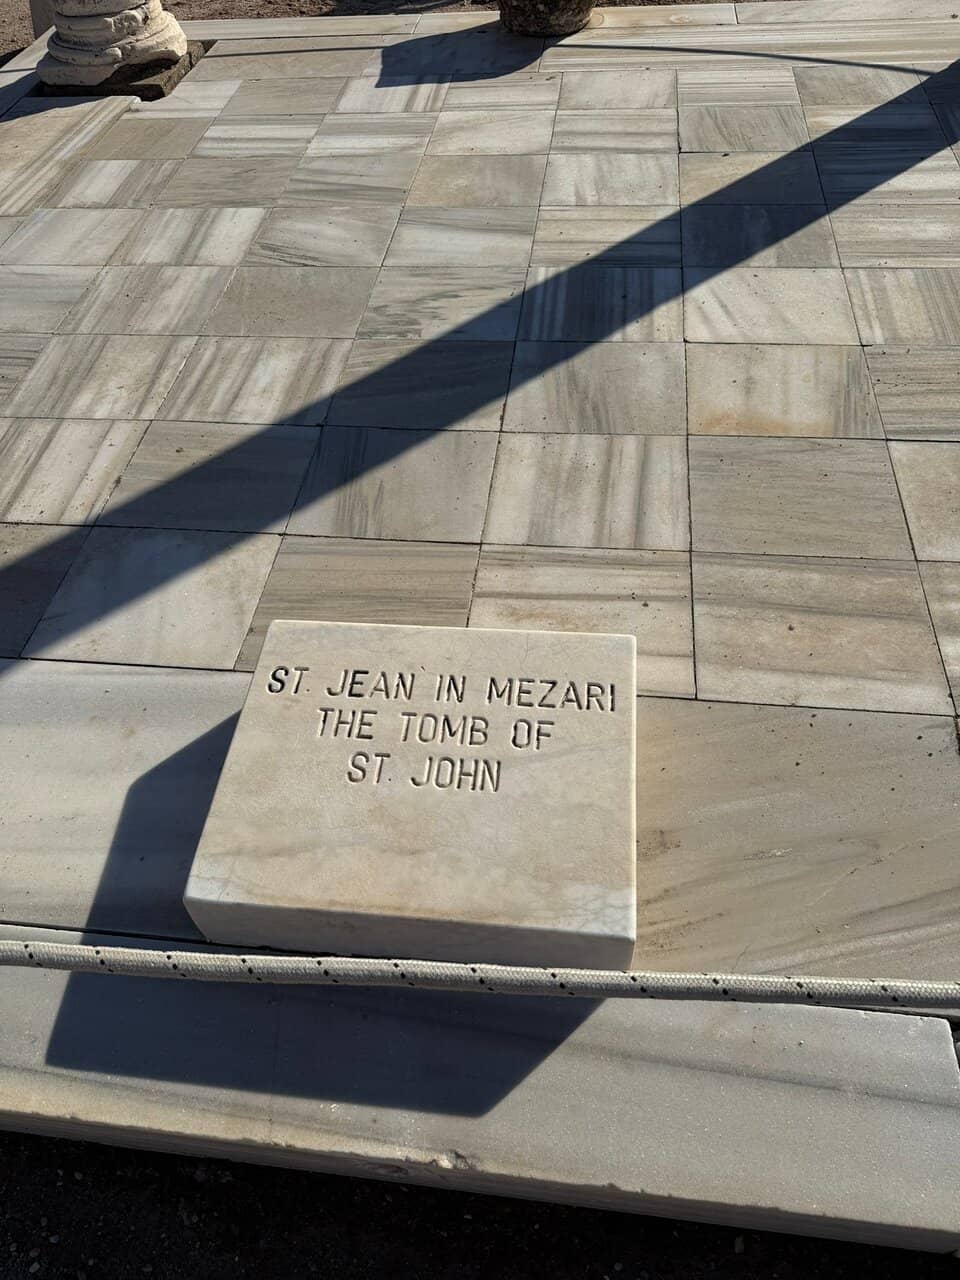 ST. JEAN IN MEZARI
THE TOMB OF
ST. JOHN